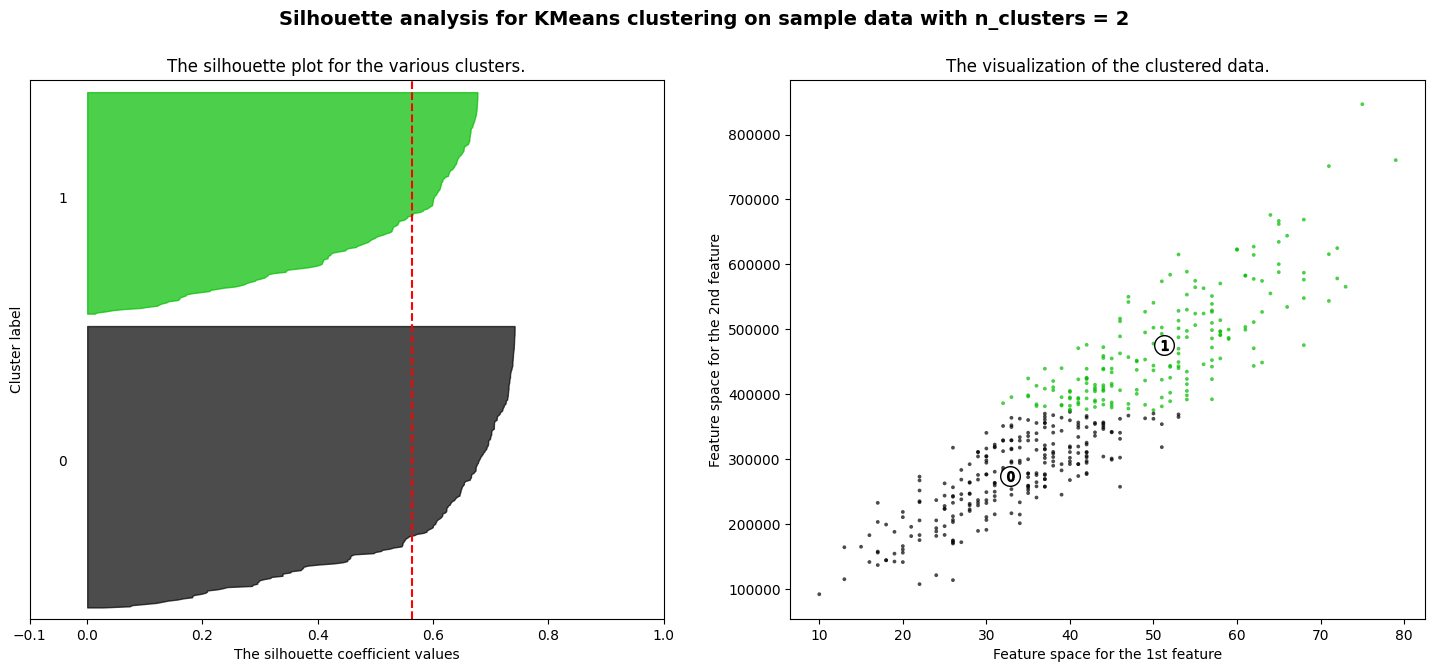 Silhouette analysis for KMeans clustering on sample data with n_clusters = 2
The silhouette plot for the various clusters.
Cluster label
1
0
−0.1 0.0 0.2 0.4 0.6 0.8 1.0
The silhouette coefficient values
The visualization of the clustered data.
Feature space for the 2nd feature
800000
700000
600000
500000
400000
300000
200000
100000
1
0
10 20 30 40 50 60 70 80
Feature space for the 1st feature